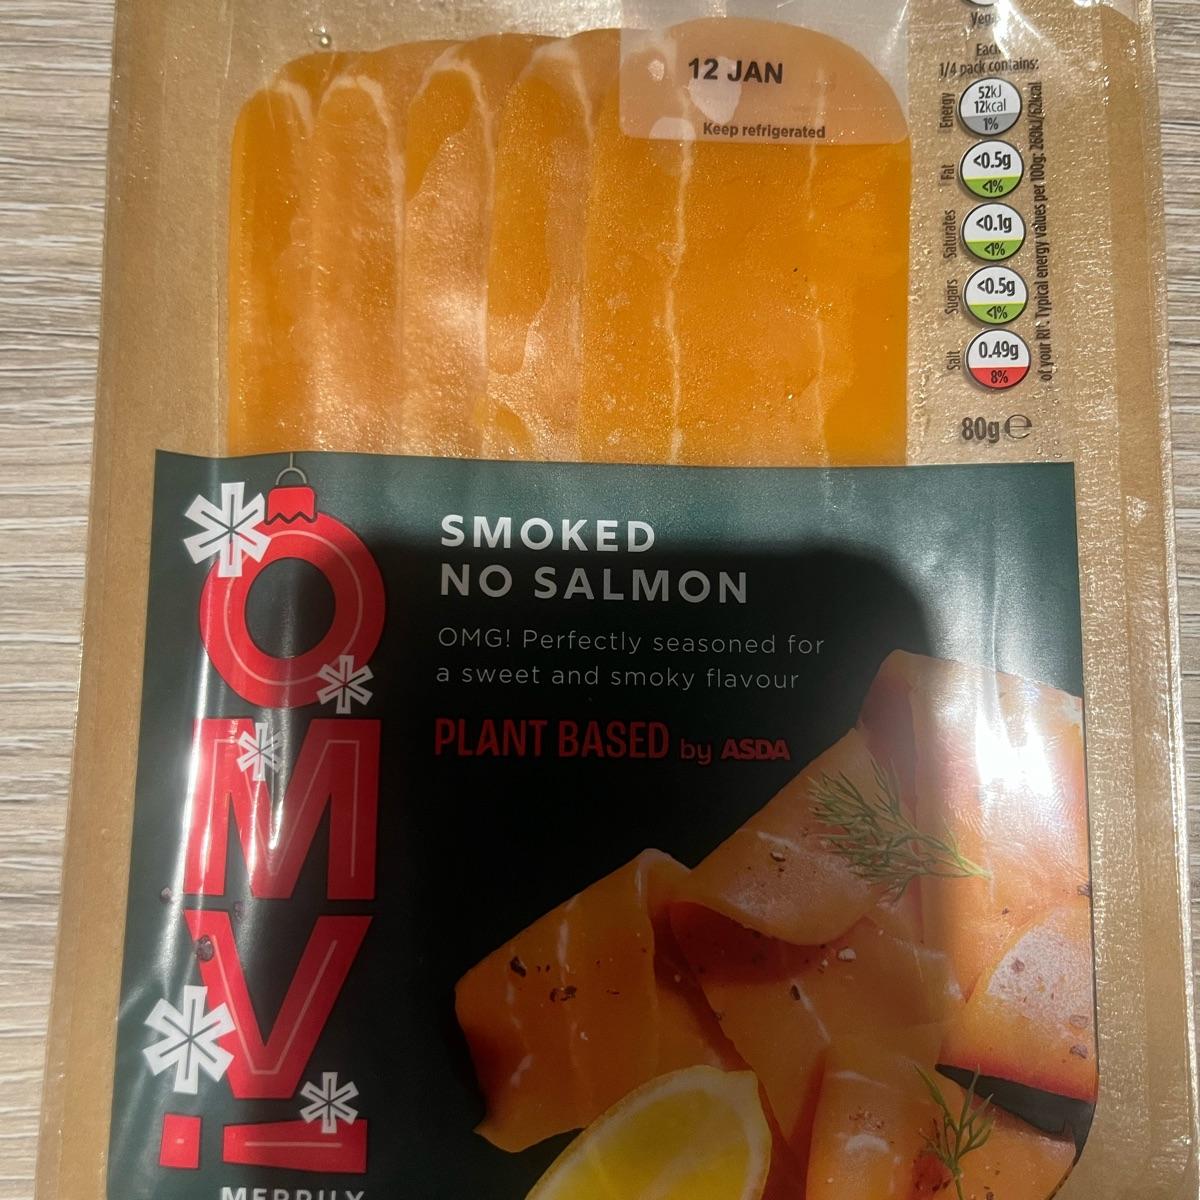 12 JAN
Keep refrigerated
Each
1/4 pack contains:
Energy
52kJ
12kcal
1%
Fat
<0.5g
<1%
Saturates
<0.1g
<1%
Sugars
<0.5g
<1%
Salt
0.49g
8%
of your RI*. Typical energy values per 100g: 260kJ/62kcal
80g e
OMV!
MERRILY
SMOKED
NO SALMON
OMG! Perfectly seasoned for
a sweet and smoky flavour
PLANT BASED by ASDA